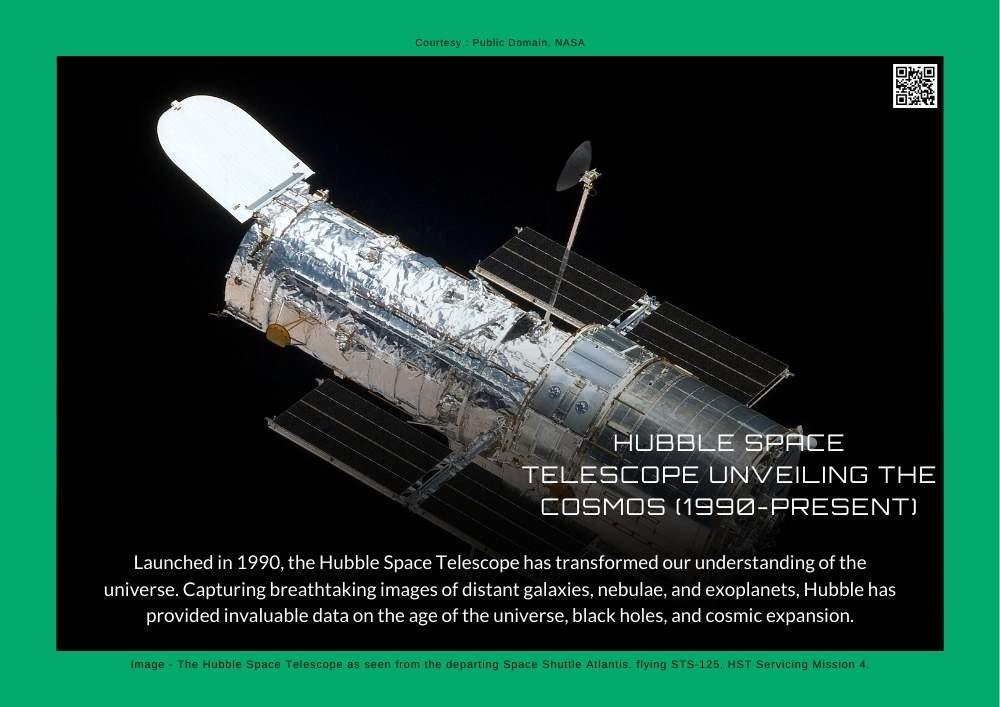 Courtesy : Public Domain, NASA
HUBBLE SPACE
TELESCOPE UNVEILING THE
COSMOS (1990-PRESENT)
Launched in 1990, the Hubble Space Telescope has transformed our understanding of the
universe. Capturing breathtaking images of distant galaxies, nebulae, and exoplanets, Hubble has
provided invaluable data on the age of the universe, black holes, and cosmic expansion.
Image - The Hubble Space Telescope as seen from the departing Space Shuttle Atlantis, flying STS-125, HST Servicing Mission 4.